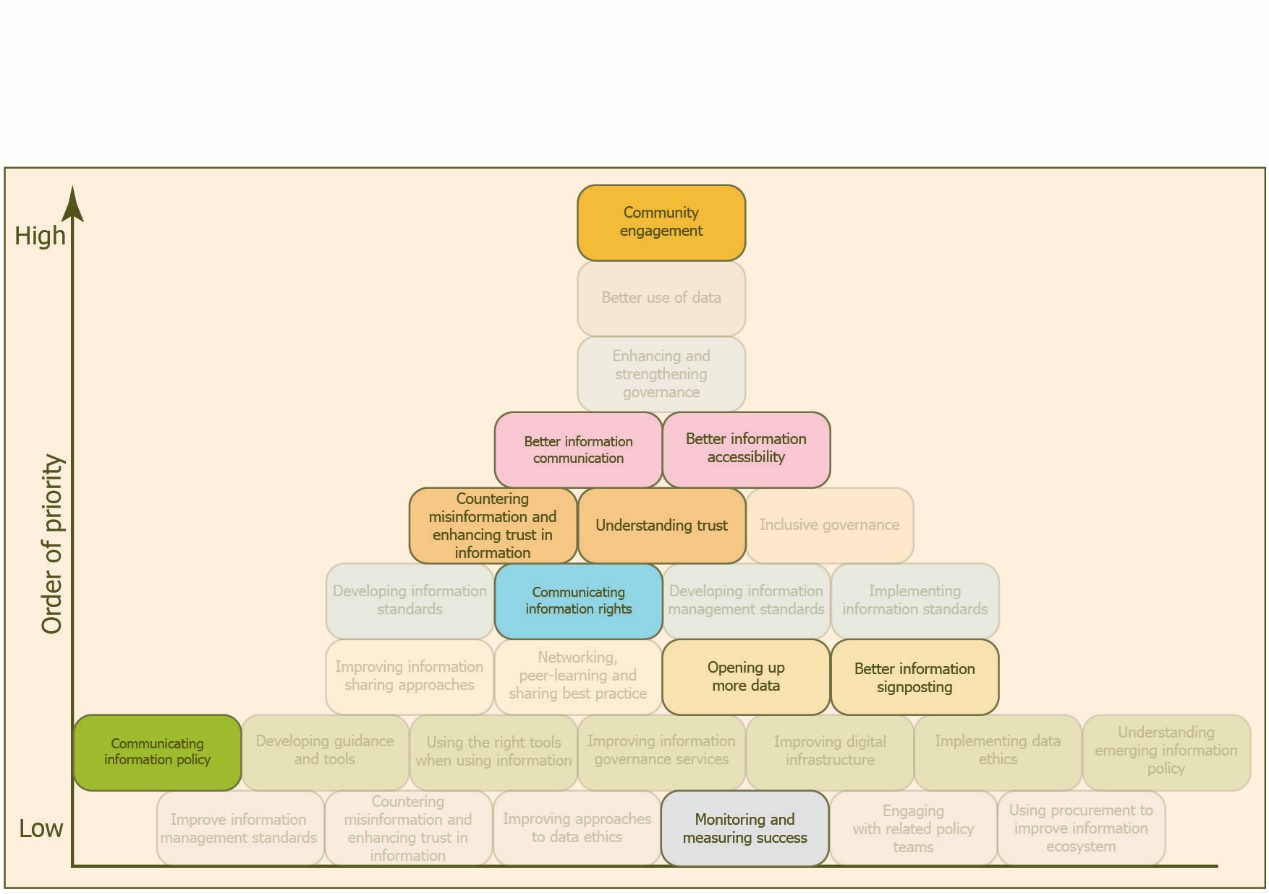 High
Order of priority
Low
Community
engagement
Better use of data
Enhancing and
strengthening
governance
Better information
communication
Better information
accessibility
Countering
misinformation and
enhancing trust in
information
Understanding trust
Inclusive governance
Developing information
standards
Communicating
information rights
Developing information
management standards
Implementing
information standards
Improving information
sharing approaches
Networking,
peer-learning and
sharing best practice
Opening up
more data
Better information
signposting
Communicating
information policy
Developing guidance
and tools
Using the right tools
when using information
Improving information
governance services
Improving digital
infrastructure
Implementing data
ethics
Understanding
emerging information
policy
Improve information
management standards
Countering
misinformation and
enhancing trust in
information
Improving approaches
to data ethics
Monitoring and
measuring success
Engaging
with related policy
teams
Using procurement to
improve information
ecosystem